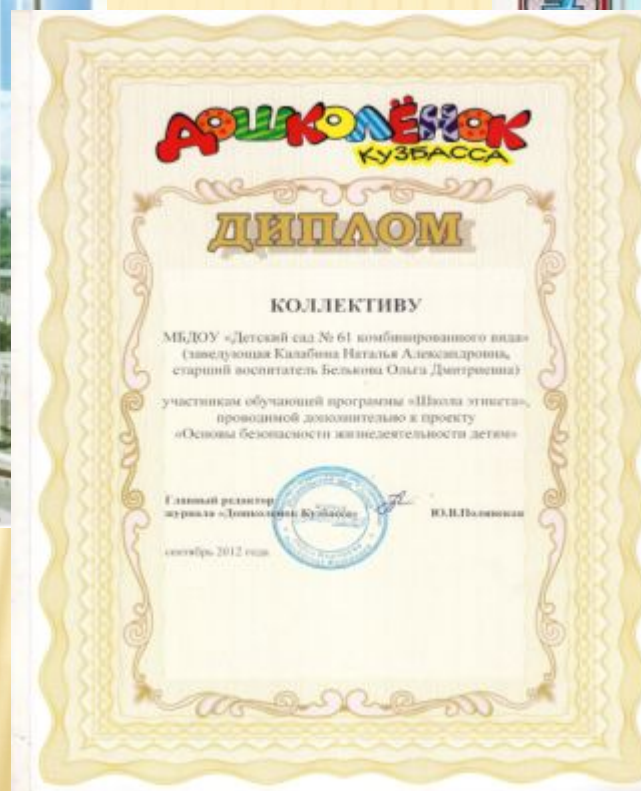 ДОШКОЛЁНОК
КУЗБАССА
ДИПЛОМ
КОЛЛЕКТИВУ
МБДОУ «Детский сад № 61 комбинированного вида»
(заведующая Калабина Наталья Александровна,
старший воспитатель Белькова Ольга Дмитриевна)
участникам обучающей программы «Школа этикета»,
проводимой дополнительно к проекту
«Основы безопасности жизнедеятельности детям»
Главный редактор
журнала «Дошколёнок Кузбасса»
Ю.В.Полянская
сентябрь 2012 года